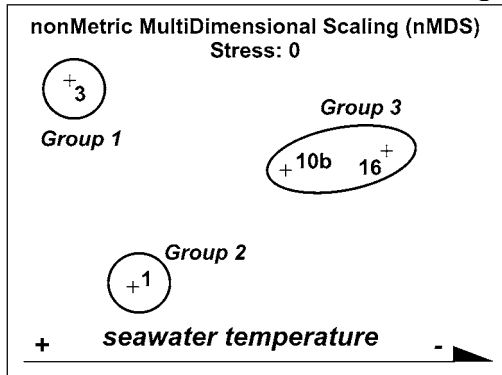 nonMetric MultiDimensional Scaling (nMDS)
Stress: 0
+ 3
Group 1
Group 3
+ 10b 16 +
Group 2
+ 1
+ seawater temperature -